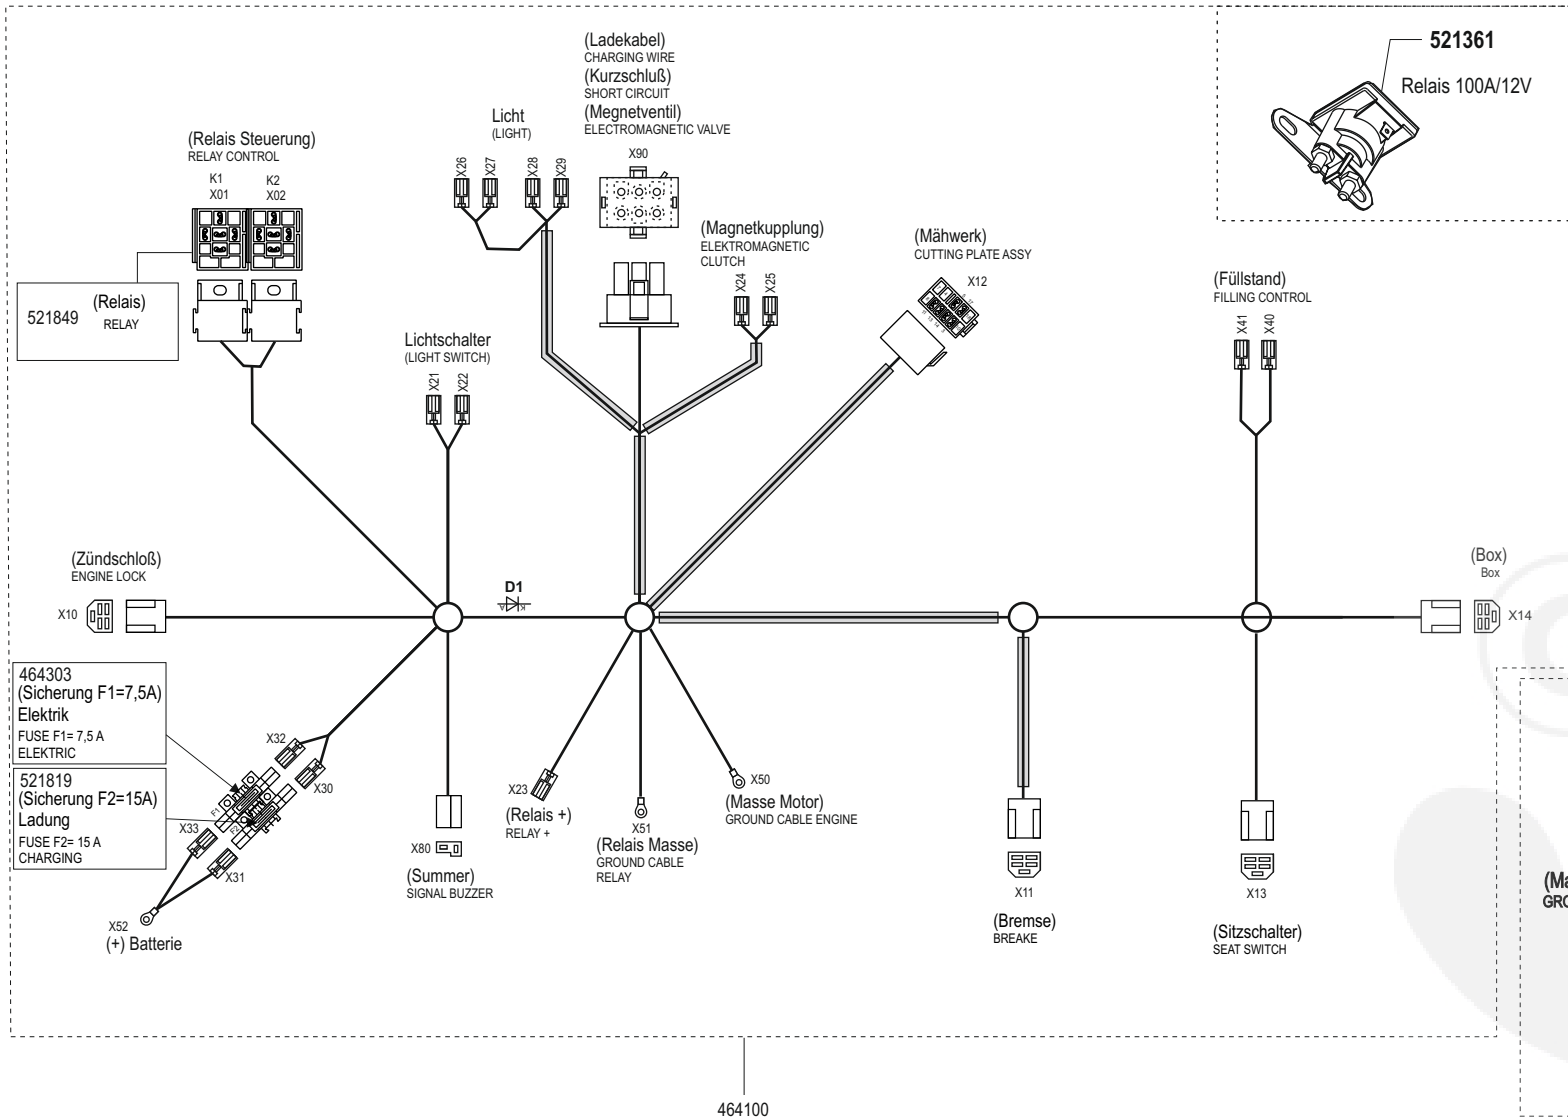 (Ladekabel)
CHARGING WIRE
(Kurzschluß)
SHORT CIRCUIT
(Megnetventil)
ELECTROMAGNETIC VALVE
X90
521361
Relais 100A/12V
Licht
(LIGHT)
X26
X27
X28
X29
(Relais Steuerung)
RELAY CONTROL
K1
X01
K2
X02
(Magnetkupplung)
ELEKTROMAGNETIC
CLUTCH
X24
X25
(Mähwerk)
CUTTING PLATE ASSY
X12
(Füllstand)
FILLING CONTROL
X41
X40
521849
(Relais)
RELAY
Lichtschalter
(LIGHT SWITCH)
X21
X22
(Zündschloß)
ENGINE LOCK
X10
D1
A
K
(Box)
Box
X14
464303
(Sicherung F1=7,5A)
Elektrik
FUSE F1= 7,5 A
ELEKTRIC
521819
(Sicherung F2=15A)
Ladung
FUSE F2= 15 A
CHARGING
X32
X30
F1
F2
X33
X31
X52
(+) Batterie
X80
(Summer)
SIGNAL BUZZER
X23
(Relais +)
RELAY +
X51
(Relais Masse)
GROUND CABLE
RELAY
X50
(Masse Motor)
GROUND CABLE ENGINE
X11
(Bremse)
BREAKE
X13
(Sitzschalter)
SEAT SWITCH
(Ma
GRO
464100